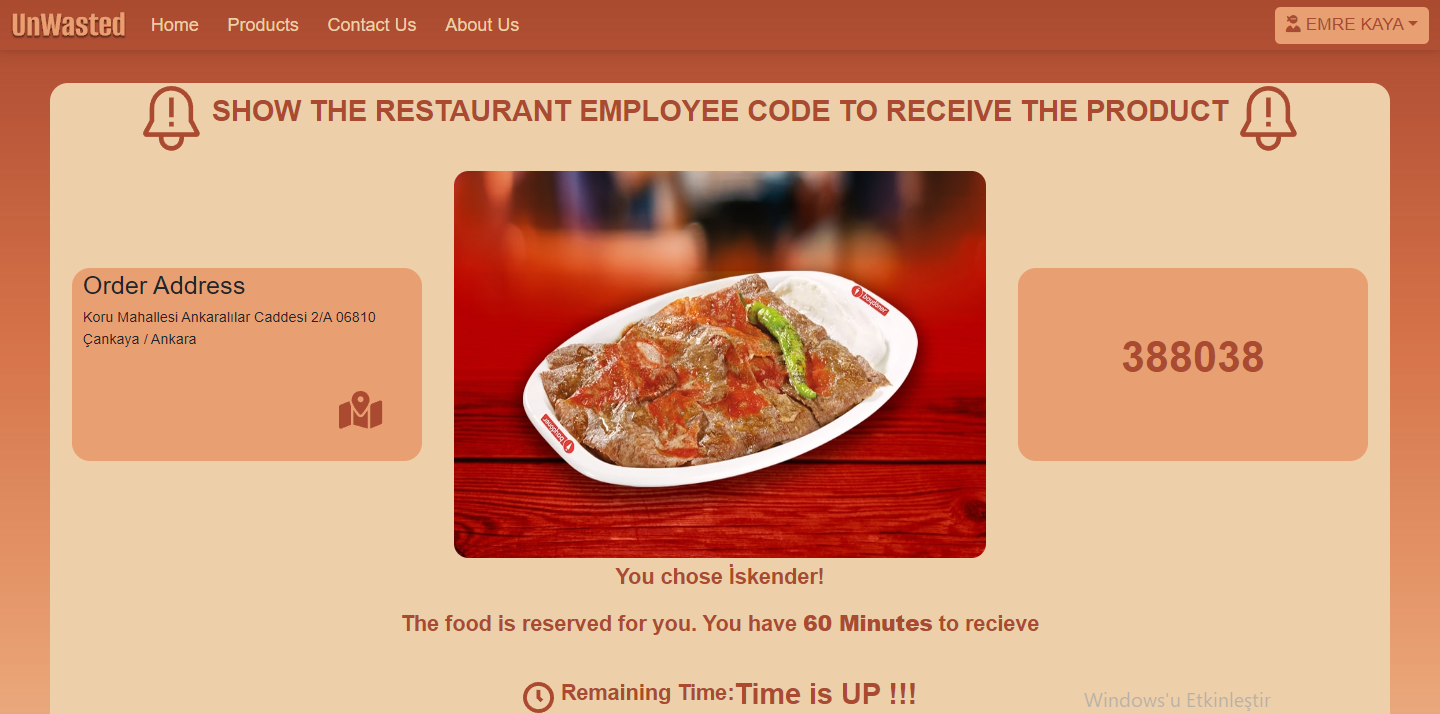 UnWasted Home Products Contact Us About Us EMRE KAYA
SHOW THE RESTAURANT EMPLOYEE CODE TO RECEIVE THE PRODUCT
Order Address
Koru Mahallesi Ankaralılar Caddesi 2/A 06810
Çankaya / Ankara
388038
You chose İskender!
The food is reserved for you. You have 60 Minutes to recieve
Remaining Time:Time is UP !!!
Windows'u Etkinleştir